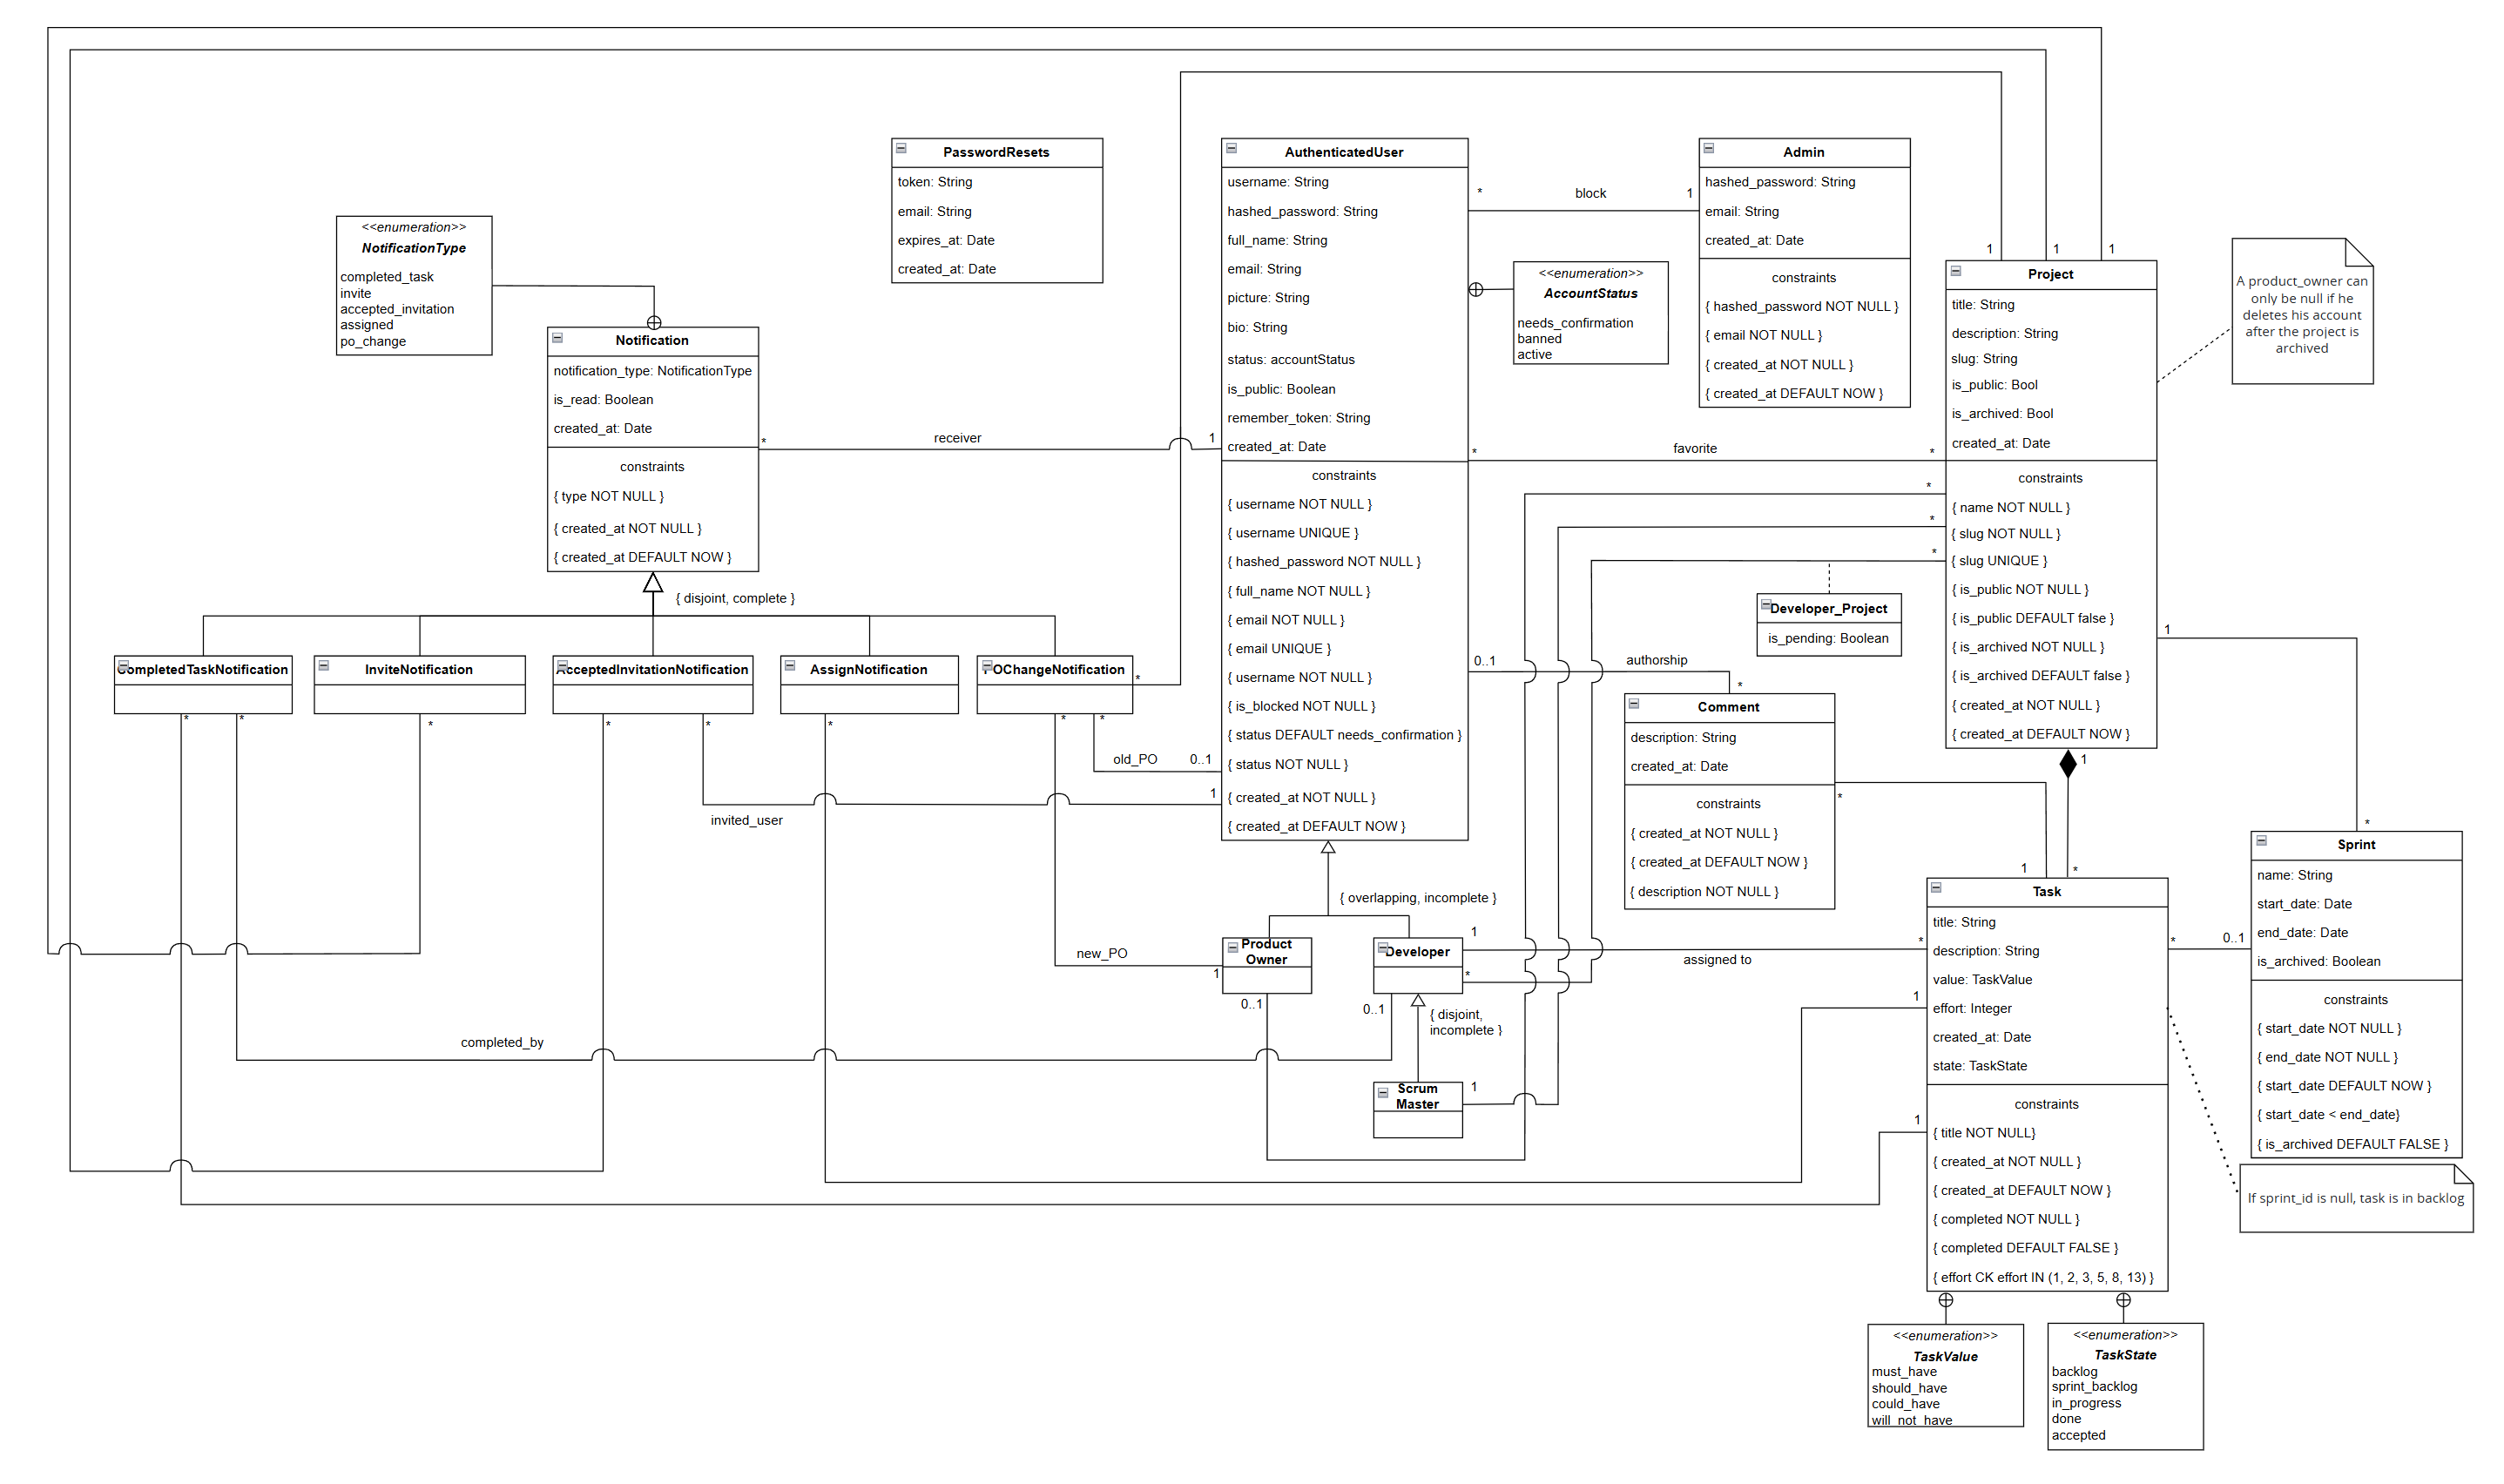 <<enumeration>>
NotificationType
completed_task
invite
accepted_invitation
assigned
po_change
PasswordResets
token: String
email: String
expires_at: Date
created_at: Date
Notification
notification_type: NotificationType
is_read: Boolean
created_at: Date
constraints
{ type NOT NULL }
{ created_at NOT NULL }
{ created_at DEFAULT NOW }
*
receiver
1
{ disjoint, complete }
CompletedTaskNotification
InviteNotification
AcceptedInvitationNotification
AssignNotification
POChangeNotification
*
*
*
*
*
*
*
*
*
AuthenticatedUser
username: String
hashed_password: String
full_name: String
email: String
picture: String
bio: String
status: accountStatus
is_public: Boolean
remember_token: String
created_at: Date
constraints
{ username NOT NULL }
{ username UNIQUE }
{ hashed_password NOT NULL }
{ full_name NOT NULL }
{ email NOT NULL }
{ email UNIQUE }
{ username NOT NULL }
{ is_blocked NOT NULL }
{ status DEFAULT needs_confirmation }
{ status NOT NULL }
{ created_at NOT NULL }
{ created_at DEFAULT NOW }
old_PO
0..1
invited_user
1
*
block
1
<<enumeration>>
AccountStatus
needs_confirmation
banned
active
Admin
hashed_password: String
email: String
created_at: Date
constraints
{ hashed_password NOT NULL }
{ email NOT NULL }
{ created_at NOT NULL }
{ created_at DEFAULT NOW }
*
favorite
*
*
*
*
1
1
1
Project
title: String
description: String
slug: String
is_public: Bool
is_archived: Bool
created_at: Date
constraints
{ name NOT NULL }
{ slug NOT NULL }
{ slug UNIQUE }
{ is_public NOT NULL }
{ is_public DEFAULT false }
{ is_archived NOT NULL }
{ is_archived DEFAULT false }
{ created_at NOT NULL }
{ created_at DEFAULT NOW }
A product_owner can
only be null if he
deletes his account
after the project is
archived
Developer_Project
is_pending: Boolean
0..1
authorship
*
Comment
description: String
created_at: Date
constraints
{ created_at NOT NULL }
{ created_at DEFAULT NOW }
{ description NOT NULL }
*
1
1
*
1
*
{ overlapping, incomplete }
Product
Owner
Developer
new_PO
1
0..1
0..1
1
*
assigned to
*
{ disjoint,
incomplete }
completed_by
Scrum
Master
1
1
1
Task
title: String
description: String
value: TaskValue
effort: Integer
created_at: Date
state: TaskState
constraints
{ title NOT NULL}
{ created_at NOT NULL }
{ created_at DEFAULT NOW }
{ completed NOT NULL }
{ completed DEFAULT FALSE }
{ effort CK effort IN (1, 2, 3, 5, 8, 13) }
*
0..1
Sprint
name: String
start_date: Date
end_date: Date
is_archived: Boolean
constraints
{ start_date NOT NULL }
{ end_date NOT NULL }
{ start_date DEFAULT NOW }
{ start_date < end_date}
{ is_archived DEFAULT FALSE }
If sprint_id is null, task is in backlog
<<enumeration>>
TaskValue
must_have
should_have
could_have
will_not_have
<<enumeration>>
TaskState
backlog
sprint_backlog
in_progress
done
accepted